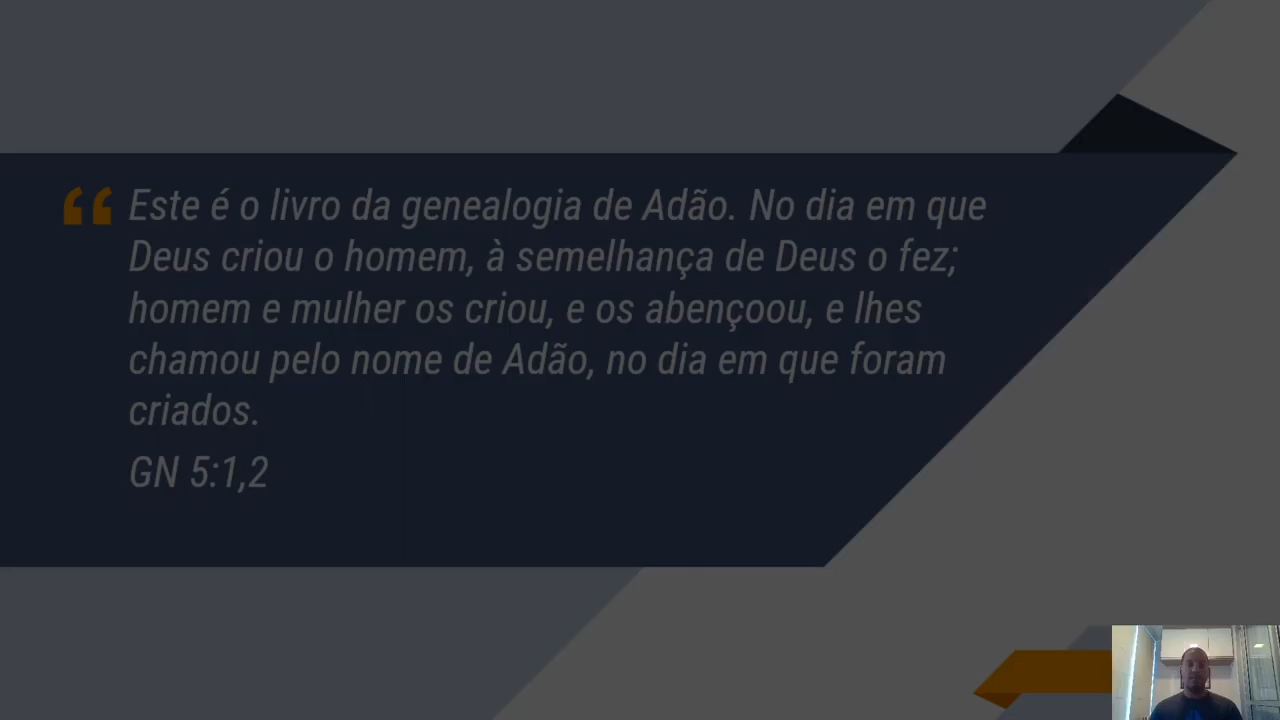 “ Este é o livro da genealogia de Adão. No dia em que
Deus criou o homem, à semelhança de Deus o fez;
homem e mulher os criou, e os abençoou, e lhes
chamou pelo nome de Adão, no dia em que foram
criados.
GN 5:1,2